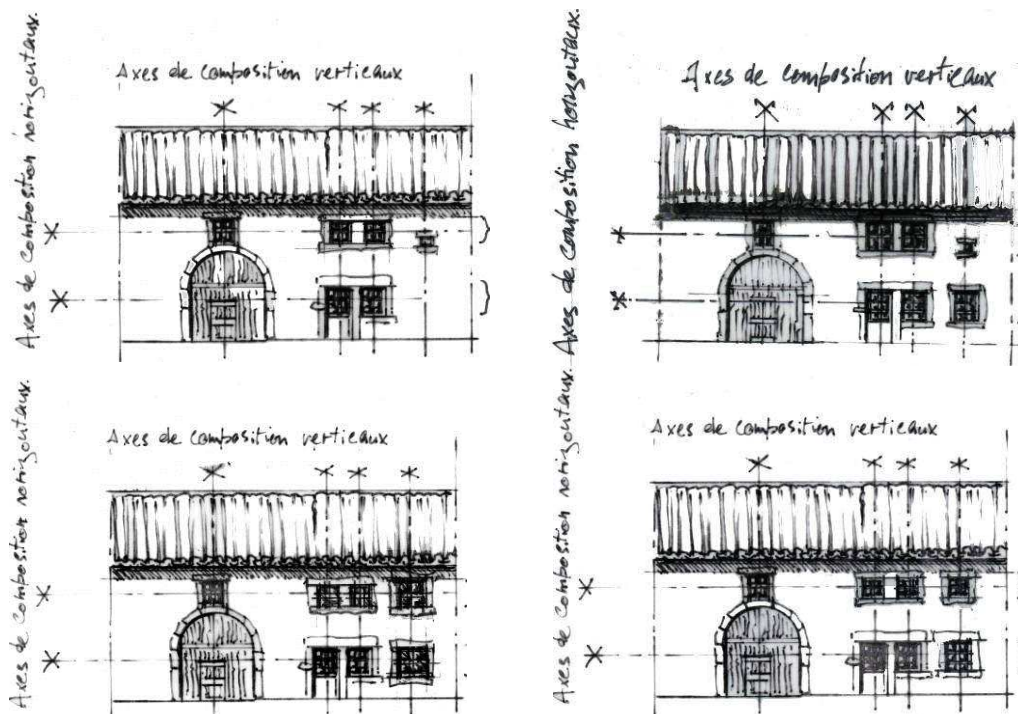 Axes de composition verticaux
Axes de composition horizontaux.
Axes de composition verticaux
Axes de composition horizontaux.
Axes de composition verticaux
Axes de composition horizontaux.
Axes de composition verticaux
Axes de composition horizontaux.